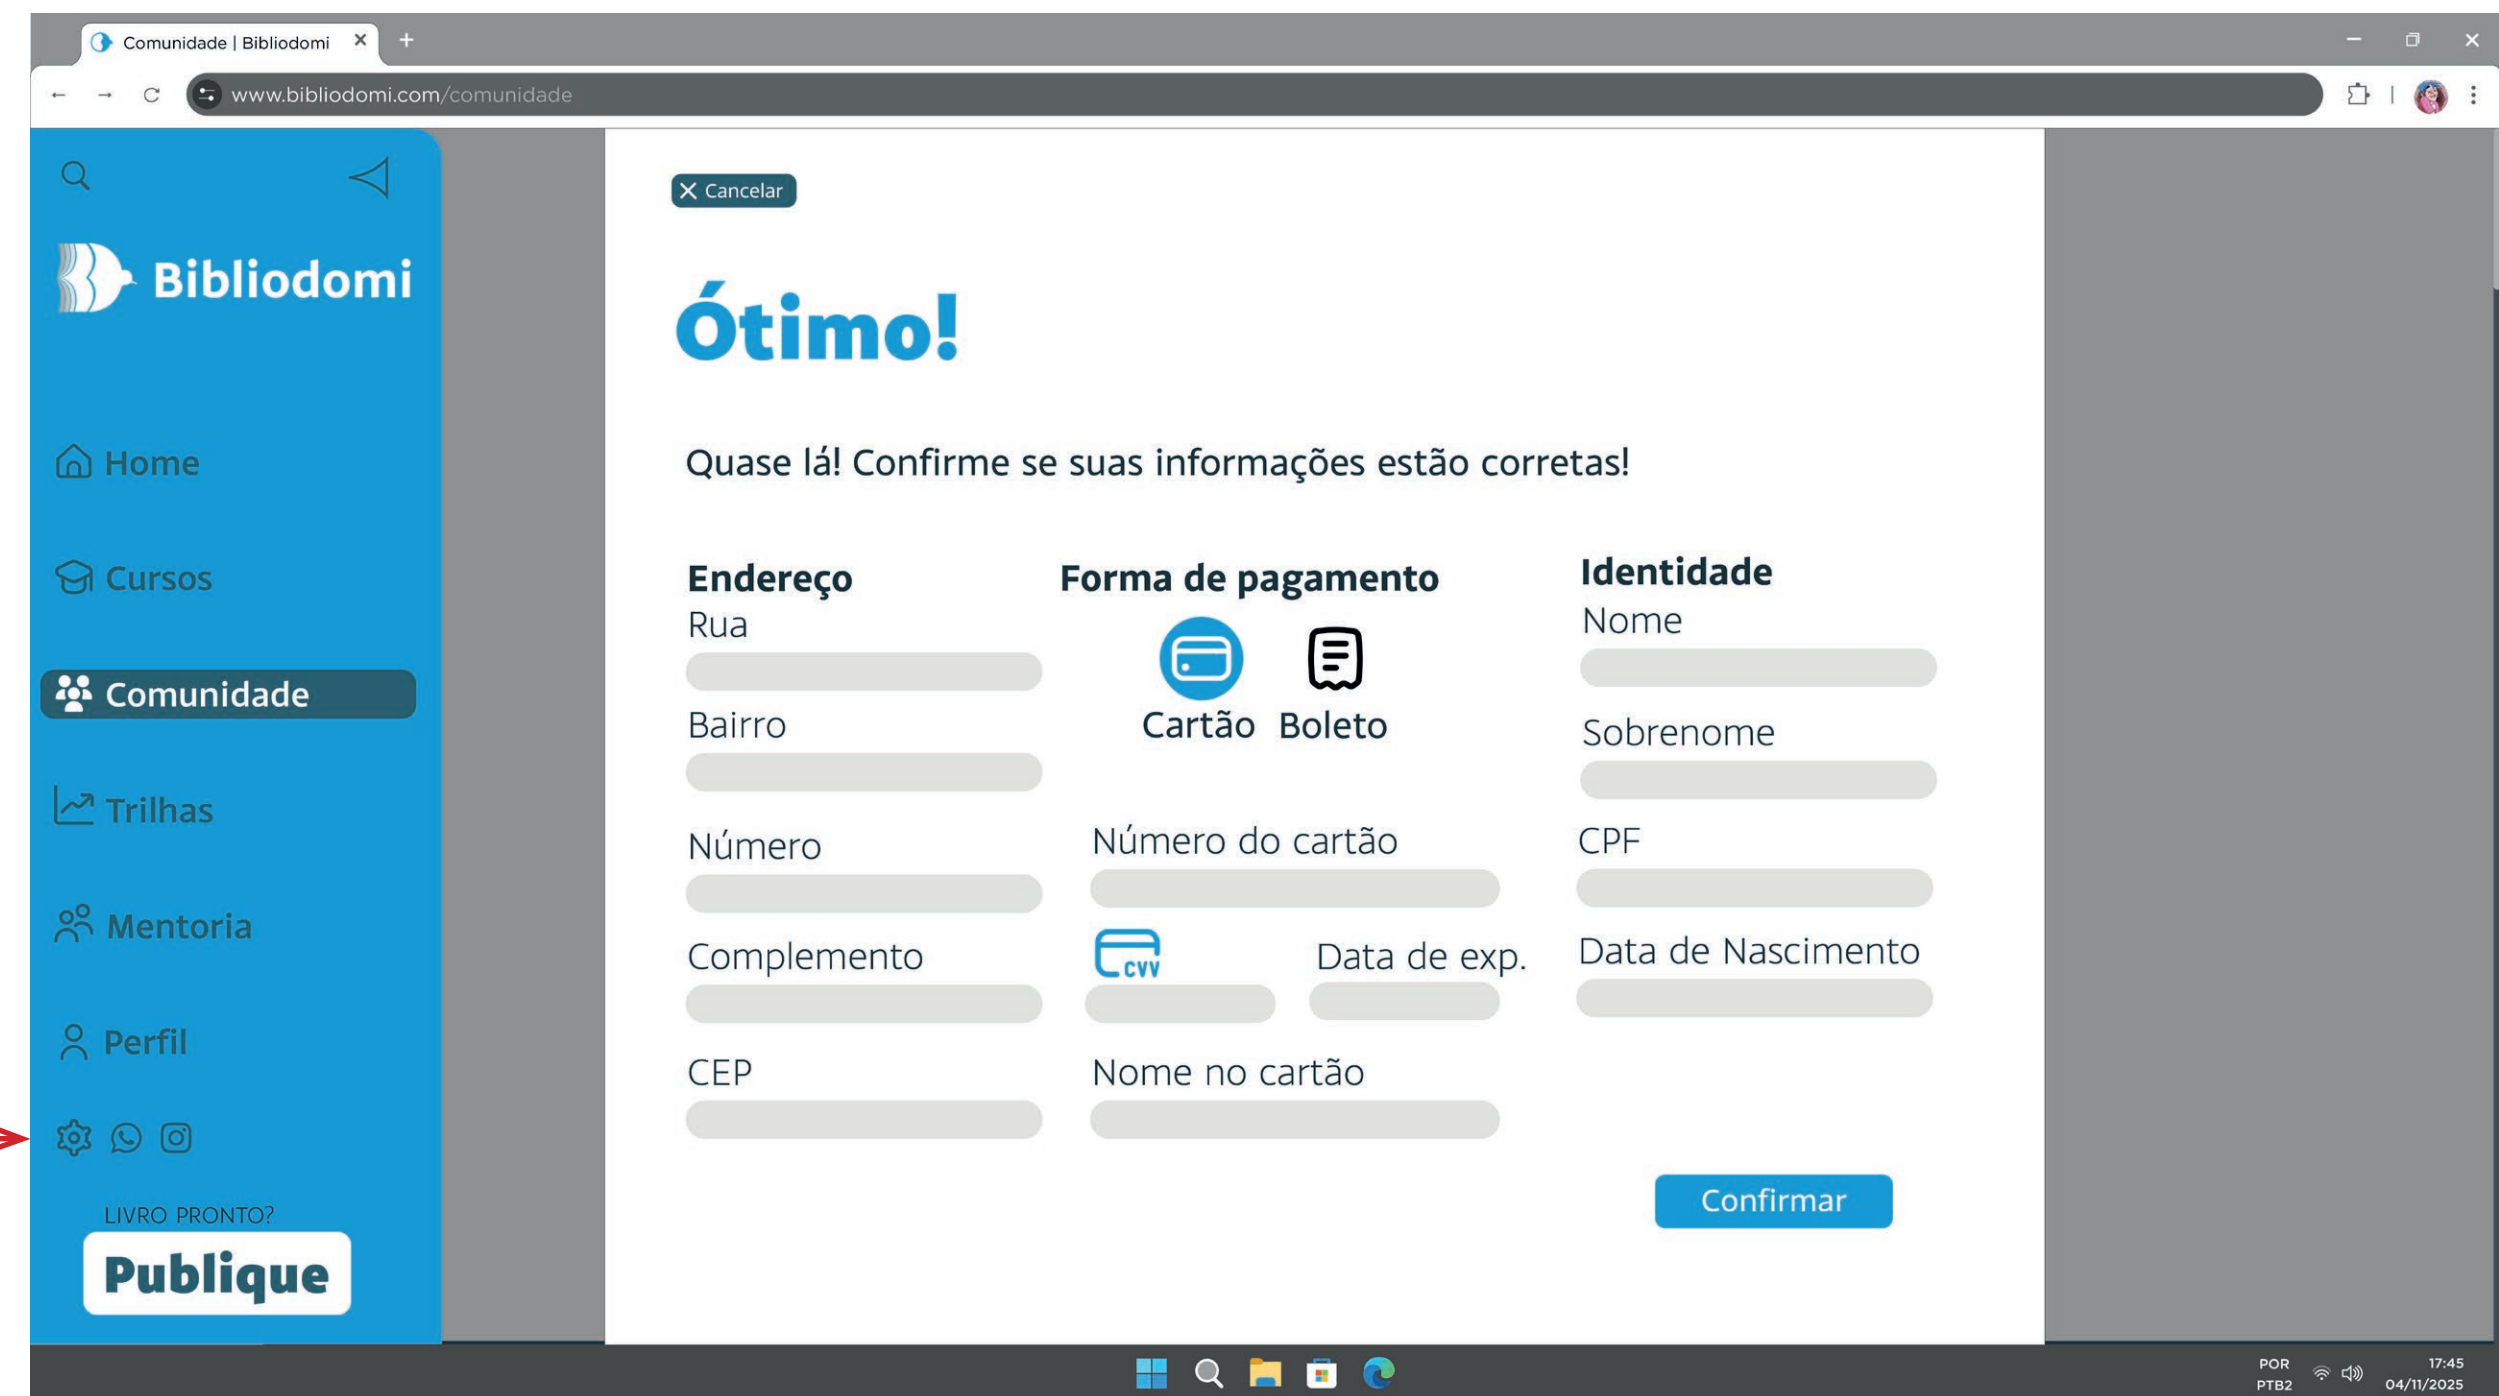 Comunidade | Bibliodomi
www.bibliodomi.com/comunidade
Bibliodomi
Home
Cursos
Comunidade
Trilhas
Mentoria
Perfil
LIVRO PRONTO?
Publique
Cancelar
Ótimo!
Quase lá! Confirme se suas informações estão corretas!
Endereço
Rua
Bairro
Número
Complemento
CEP
Forma de pagamento
Cartão Boleto
Número do cartão
CVV Data de exp.
Nome no cartão
Identidade
Nome
Sobrenome
CPF
Data de Nascimento
Confirmar
POR
PTB2
17:45
04/11/2025